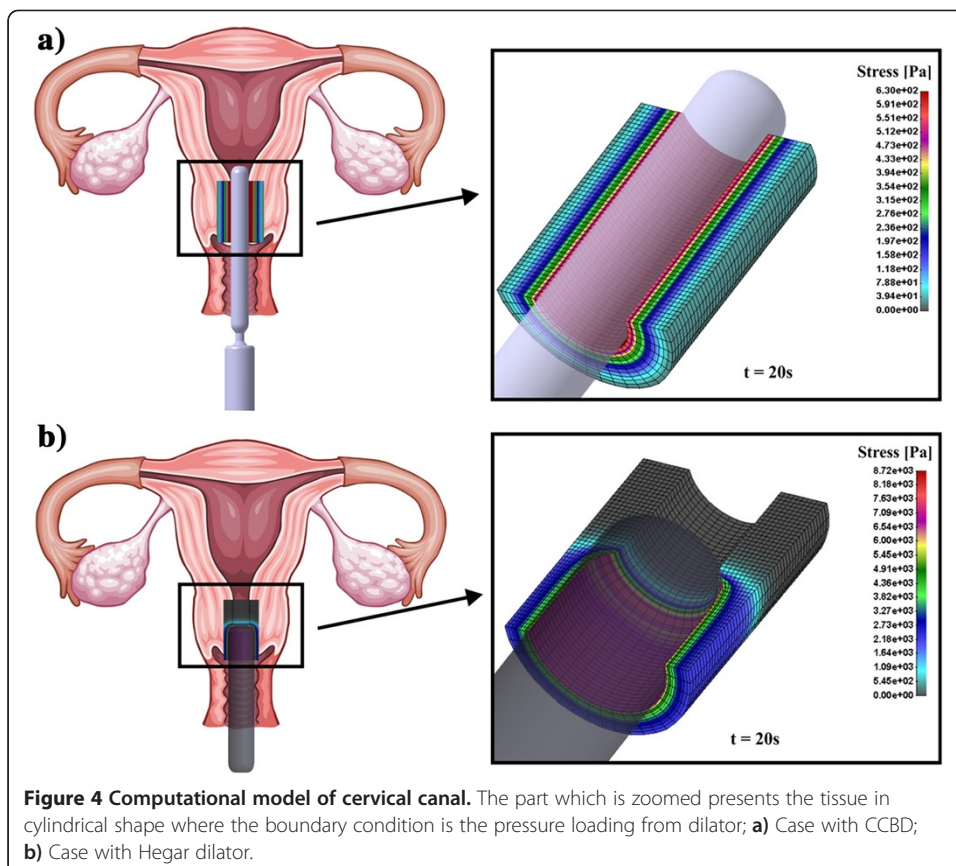 a)
Stress [Pa]
6.30e+02
5.91e+02
5.51e+02
5.12e+02
4.73e+02
4.33e+02
3.94e+02
3.54e+02
3.15e+02
2.76e+02
2.36e+02
1.97e+02
1.58e+02
1.18e+02
7.88e+01
3.94e+01
0.00e+00
t = 20s
b)
Stress [Pa]
8.72e+03
8.18e+03
7.63e+03
7.09e+03
6.54e+03
6.00e+03
5.45e+03
4.91e+03
4.36e+03
3.82e+03
3.27e+03
2.73e+03
2.18e+03
1.64e+03
1.09e+03
5.45e+02
0.00e+00
t = 20s
Figure 4 Computational model of cervical canal. The part which is zoomed presents the tissue in
cylindrical shape where the boundary condition is the pressure loading from dilator; a) Case with CCBD;
b) Case with Hegar dilator.